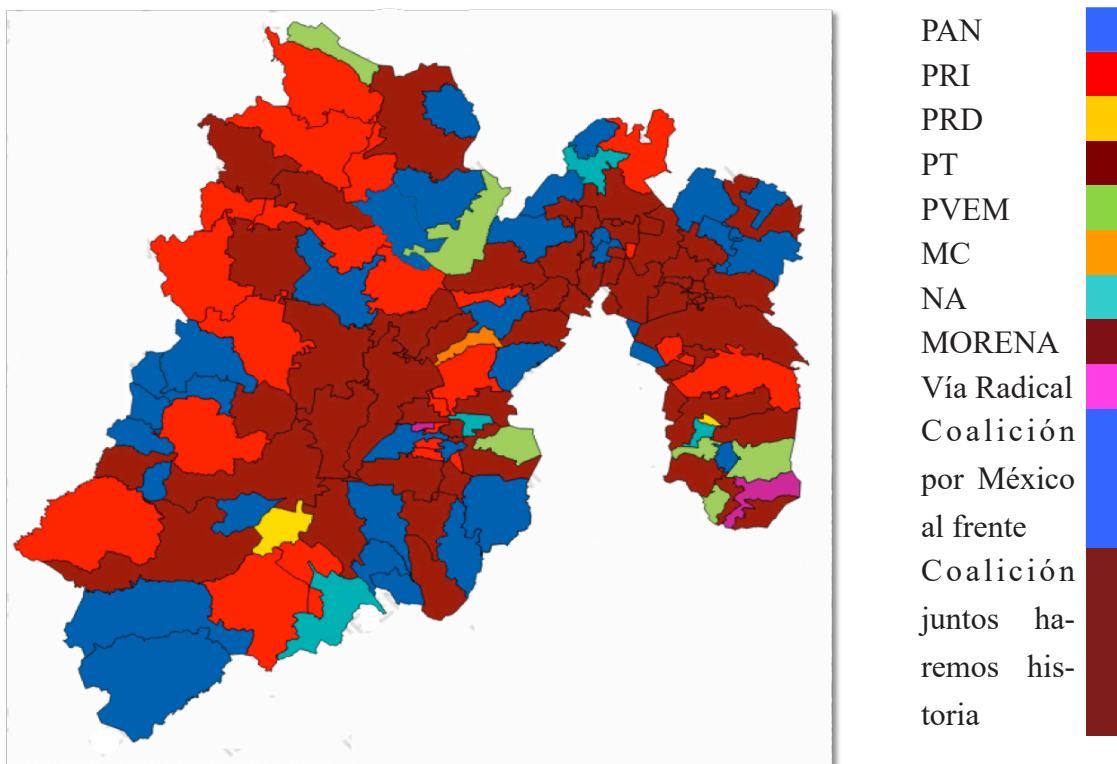 PAN
PRI
PRD
PT
PVEM
MC
NA
MORENA
Vía Radical
Coalición
por México
al frente
Coalición
juntos ha-
remos his-
toria